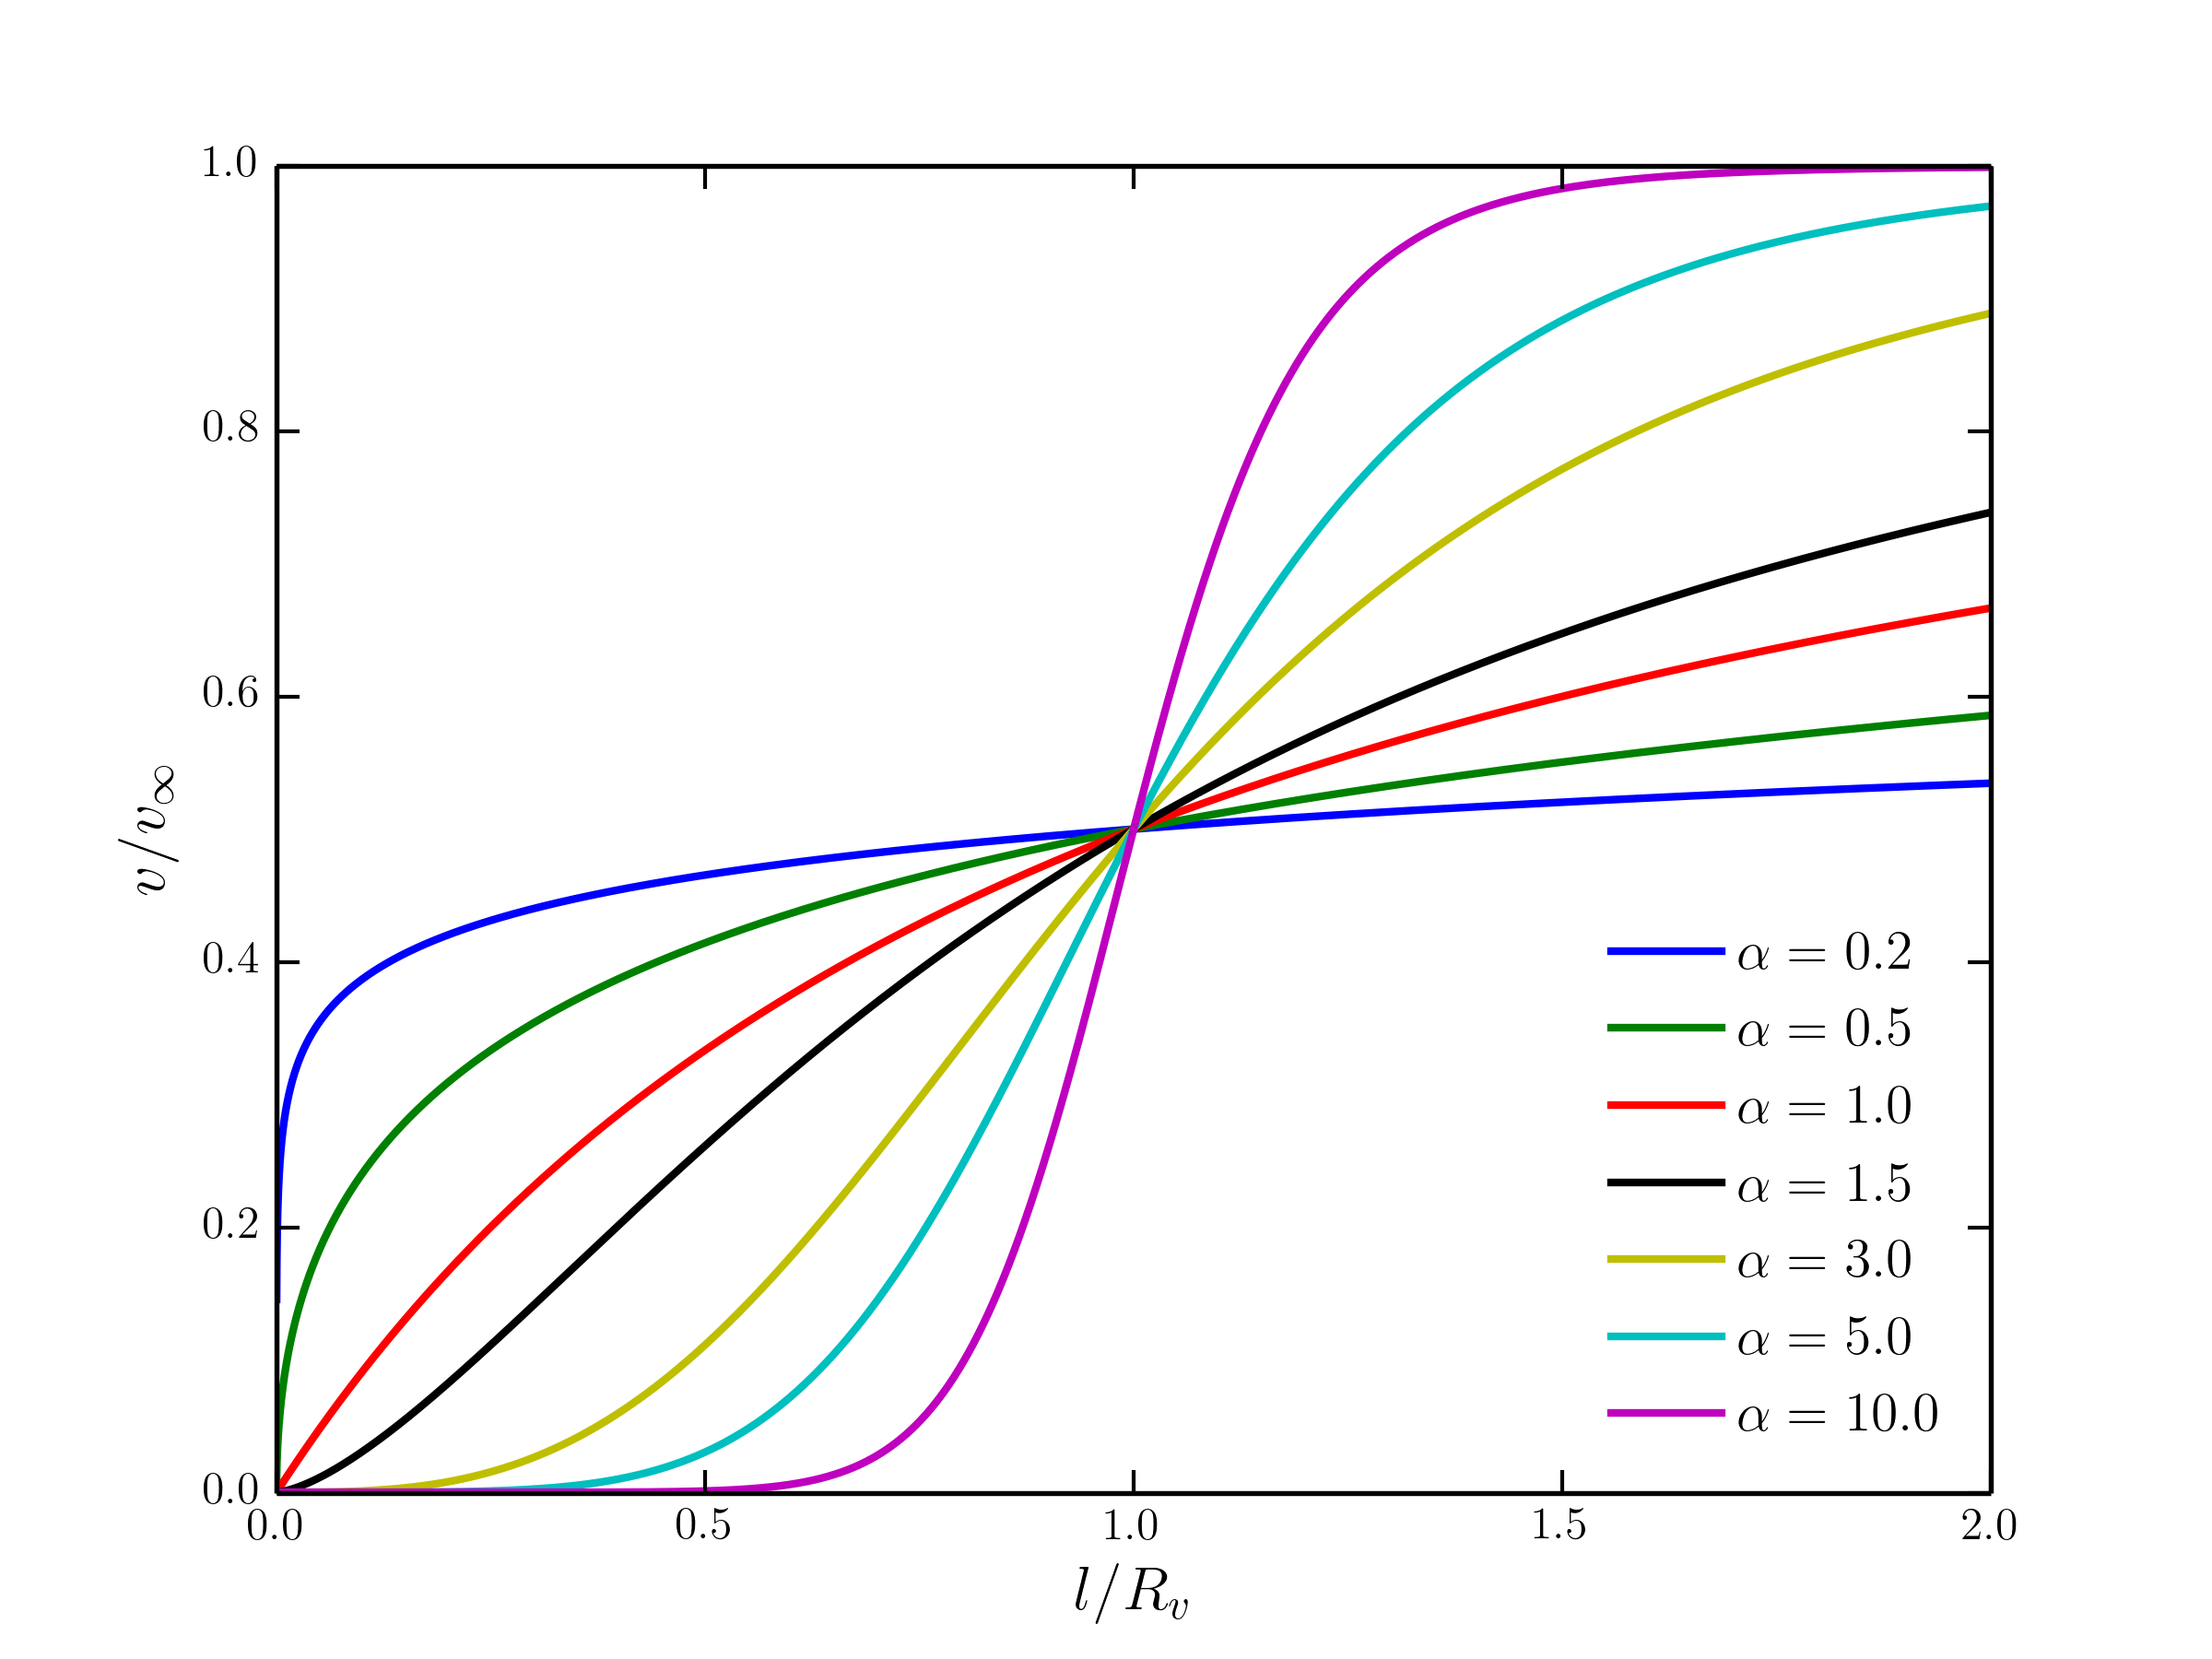 1.0
0.8
0.6
0.4
0.2
0.0
v/v∞
α = 0.2
α = 0.5
α = 1.0
α = 1.5
α = 3.0
α = 5.0
α = 10.0
0.0 0.5 1.0 1.5 2.0
l/Rv